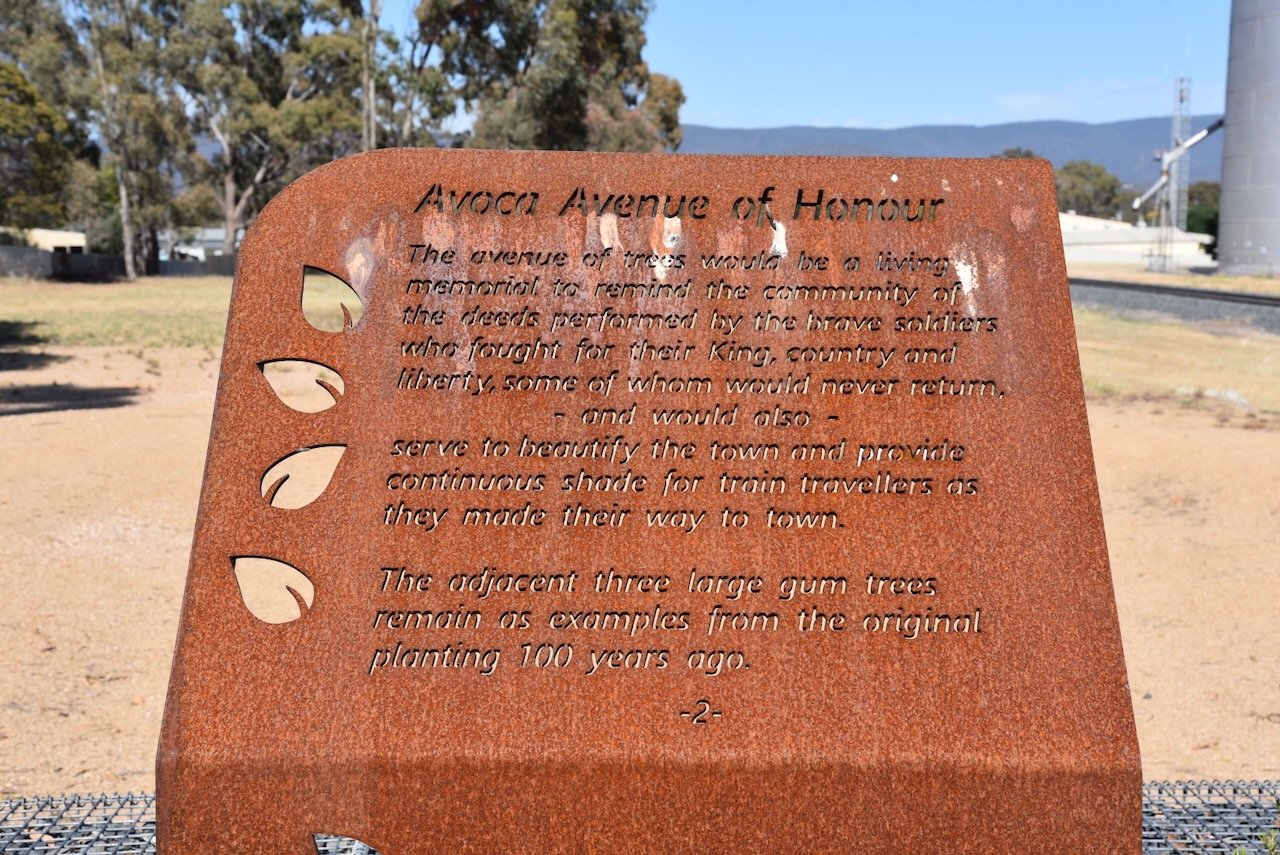 Avoca Avenue of Honour
The avenue of trees would be a living
memorial to remind the community of
the deeds performed by the brave soldiers
who fought for their King, country and
liberty, some of whom would never return,
- and would also -
serve to beautify the town and provide
continuous shade for train travellers as
they made their way to town.
The adjacent three large gum trees
remain as examples from the original
planting 100 years ago.
-2-